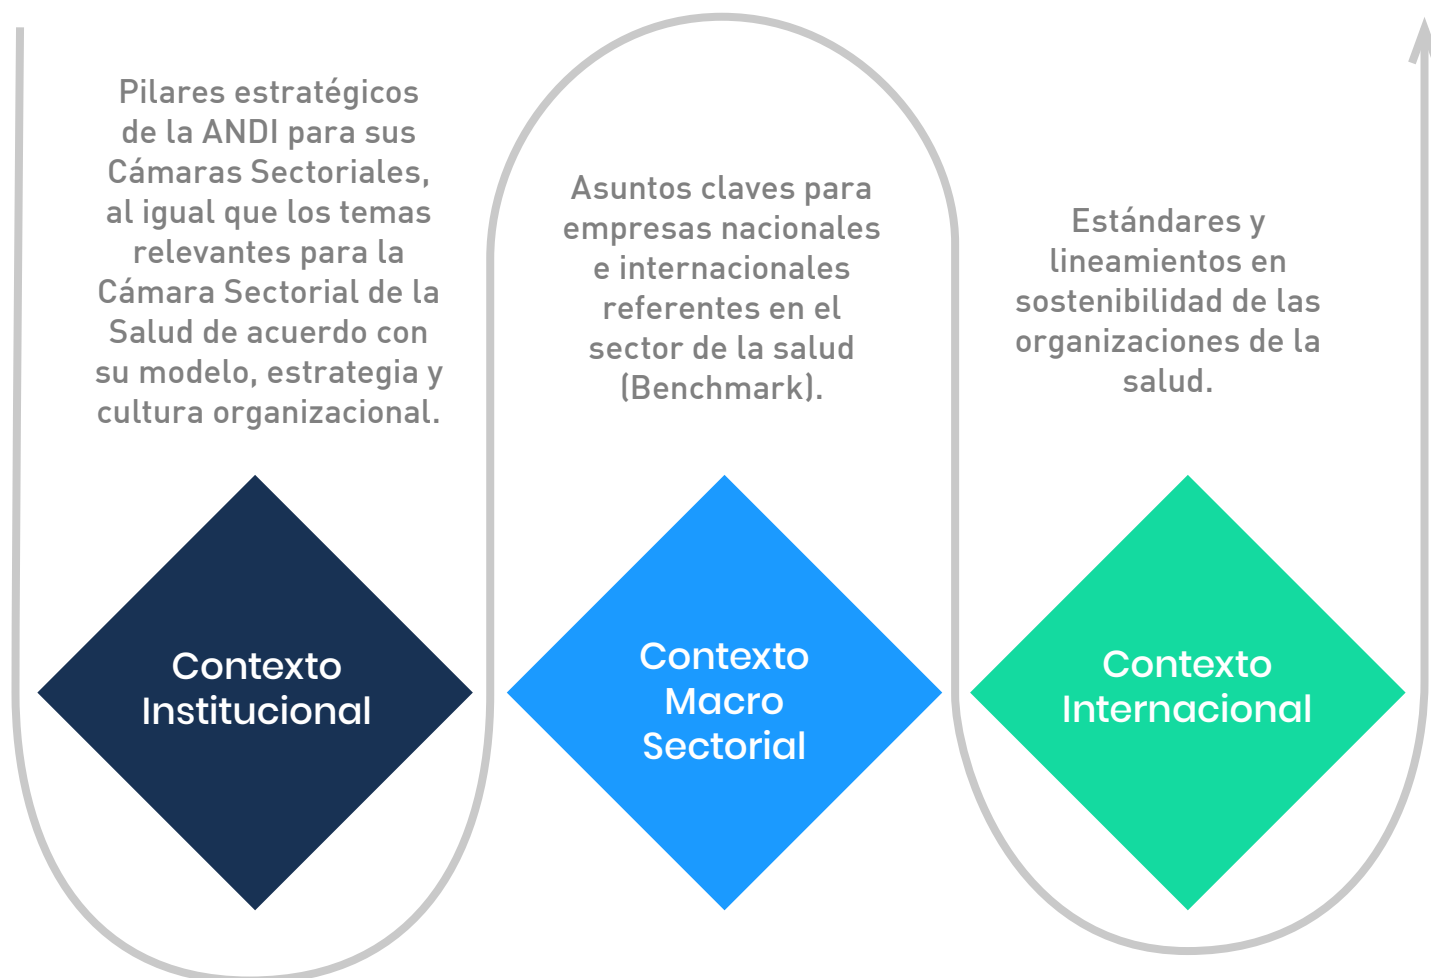 Pilares estratégicos
de la ANDI para sus
Cámaras Sectoriales,
al igual que los temas
relevantes para la
Cámara Sectorial de la
Salud de acuerdo con
su modelo, estrategia y
cultura organizacional.
Contexto
Institucional
Asuntos claves para
empresas nacionales
e internacionales
referentes en el
sector de la salud
(Benchmark).
Contexto
Macro
Sectorial
Estándares y
lineamientos en
sostenibilidad de las
organizaciones de la
salud.
Contexto
Internacional